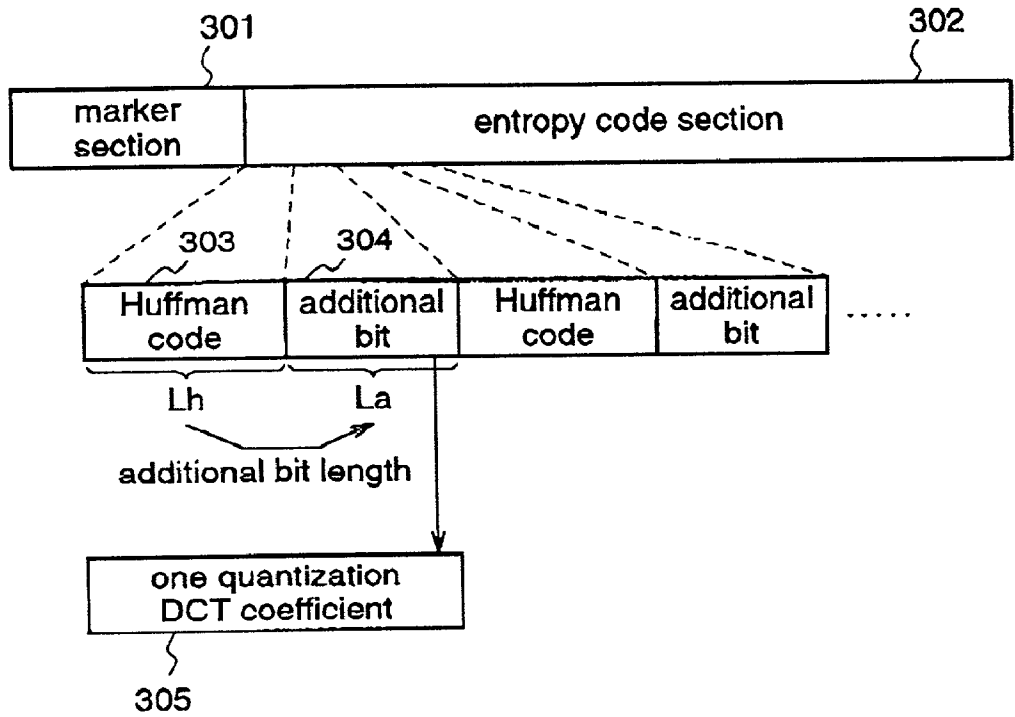 301
302
marker
section
entropy code section
303
304
Huffman
code
additional
bit
Huffman
code
additional
bit
.....
Lh
La
additional bit length
one quantization
DCT coefficient
305